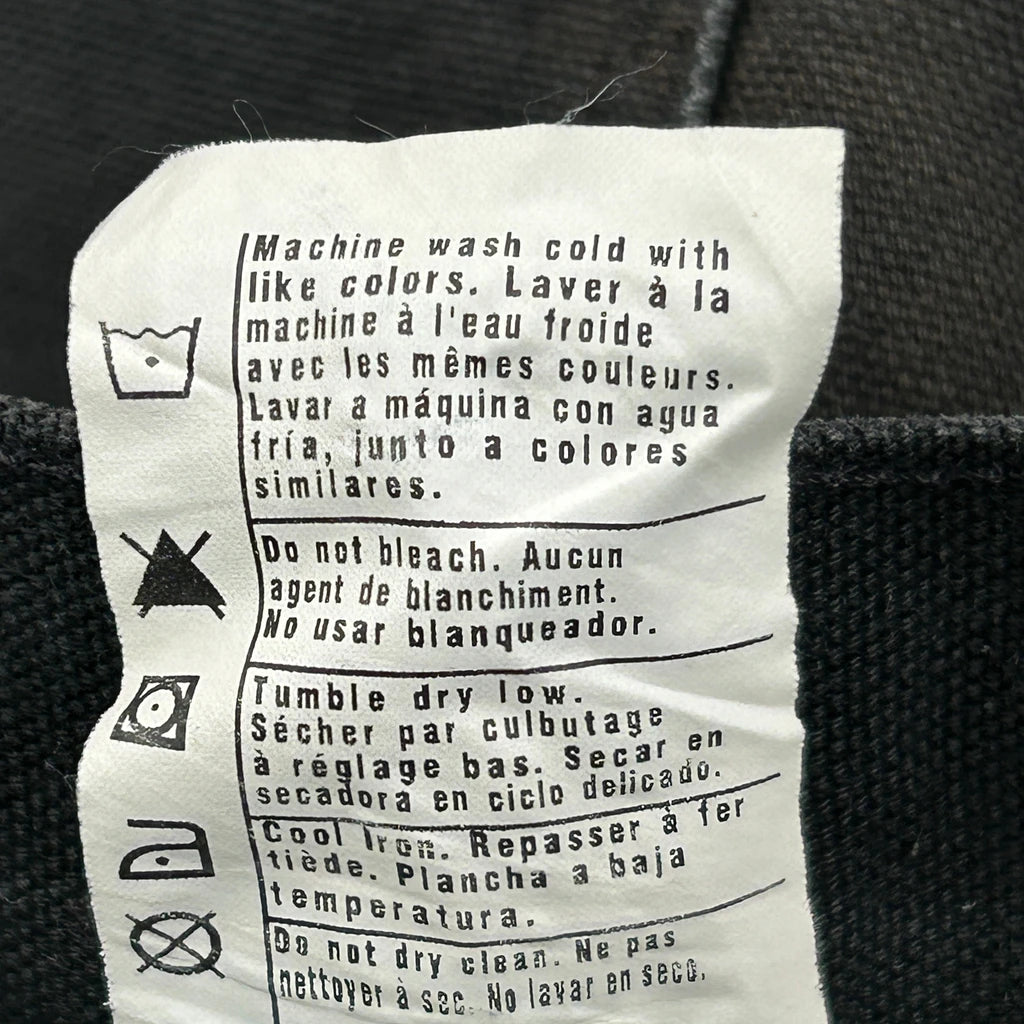 Machine wash cold with
like colors. Laver à la
machine à l'eau froide
avec les mêmes couleurs.
Lavar a máquina con agua
fría, junto a colores
similares.
Do not bleach. Aucun
agent de blanchiment.
No usar blanqueador.
Tumble dry low.
Sécher par culbutage
à réglage bas. Secar en
secadora en ciclo delicado.
Cool Iron. Repasser à fer
tiède. Plancha a baja
temperatura.
Do not dry clean. Ne pas
nettoyer à sec. No lavar en seco.